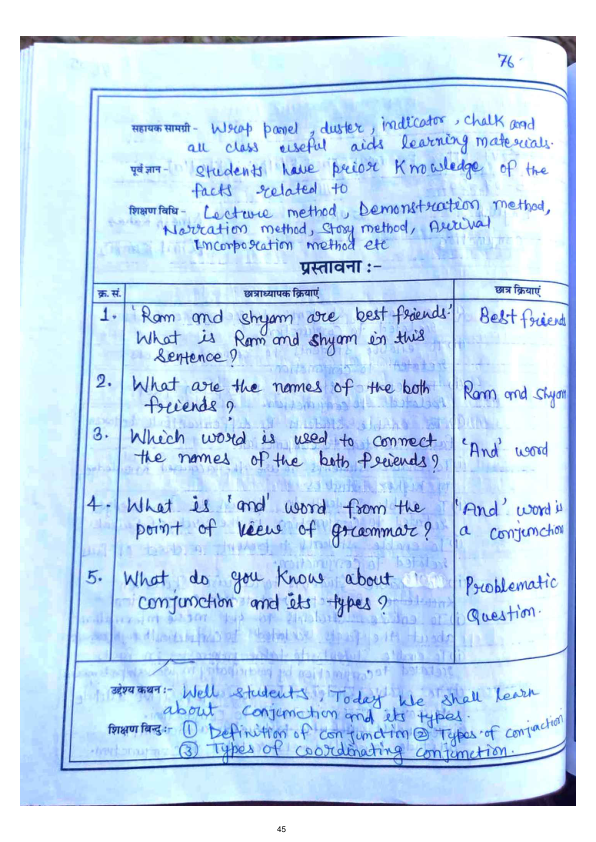 76
सहायक सामग्री - Wrap panel, duster, indicator, chalk and
all class useful aids learning materials.
पूर्व ज्ञान - Students have prior Knowledge of the
facts related to
शिक्षण विधि - Lecture method, Demonstration method,
Narration method, Story method, Arrival
Incorporation method etc
प्रस्तावना :-
क्र. सं. छात्राध्यापक क्रियाएं छात्र क्रियाएं
1. 'Ram and Shyam are best friends.' Best friends
What is Ram and Shyam in this
Sentence ?
2. What are the names of the both Ram and Shyam
friends ?
3. Which word is used to connect 'And' word
the names of the both friends ?
4. What is 'and' word from the 'And' word is
point of view of grammar ? a conjunction
5. What do you Know about Problematic
conjunction and its types ? Question.
उद्देश्य कथन :- Well students Today We shall learn
about conjunction and its types.
शिक्षण बिन्दु :- ① Definition of conjunction ② Types of conjaction
③ Types of coordinating conjunction.
45